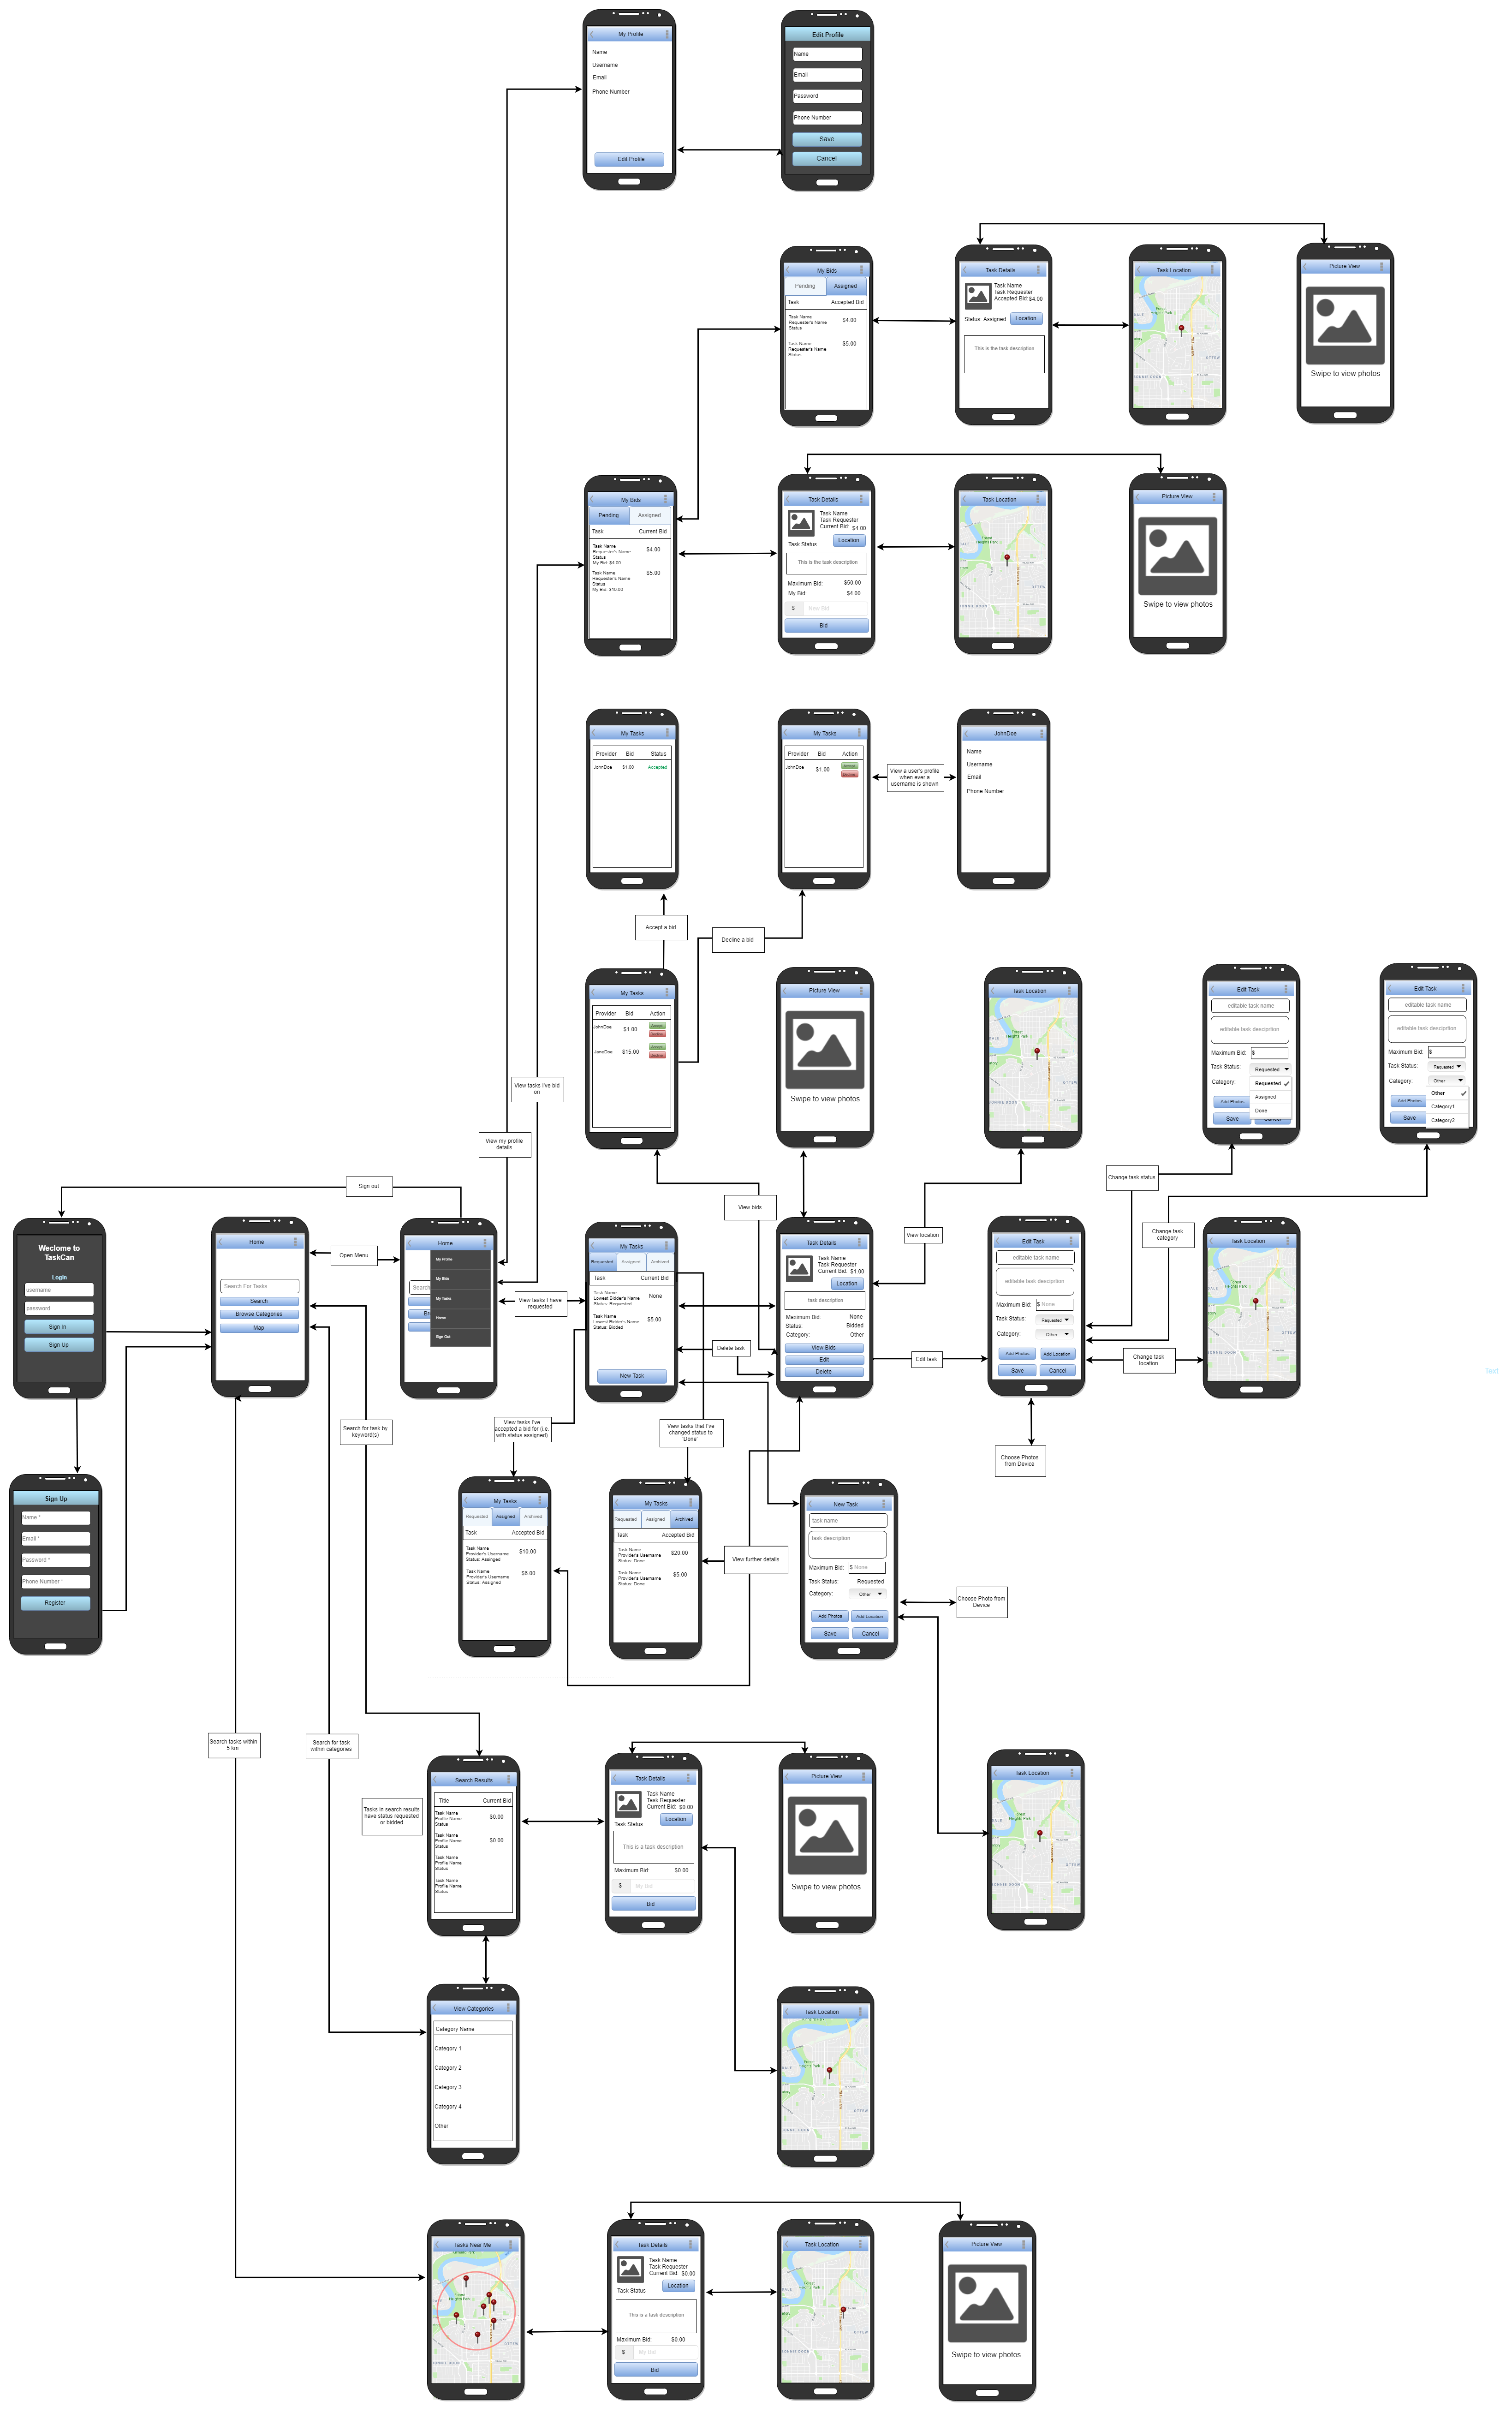 My Profile
Name
Username
Email
Phone Number
Edit Profile
Edit Profile
Name
Email
Password
Phone Number
Save
Cancel
My Bids
Pending
Assigned
Task
Accepted Bid
Task Name
Requester's Name
Status
$4.00
Task Name
Requester's Name
Status
$5.00
Task Details
Task Name
Task Requester
Accepted Bid: $4.00
Status: Assigned
Location
This is the task description
Task Location
Picture View
Swipe to view photos
My Bids
Pending
Assigned
Task
Current Bid
Task Name
Requester's Name
Status
My Bid: $4.00
$4.00
Task Name
Requester's Name
Status
My Bid: $10.00
$5.00
Task Details
Task Name
Task Requester
Current Bid: $4.00
Task Status
Location
This is the task description
Maximum Bid: $50.00
My Bid: $4.00
$ New Bid
Bid
Task Location
Picture View
Swipe to view photos
My Tasks
Provider Bid Status
JohnDoe $1.00 Accepted
My Tasks
Provider Bid Action
JohnDoe $1.00 Accept
Decline
View a user's profile
when ever a
username is shown
JohnDoe
Name
Username
Email
Phone Number
Accept a bid
Decline a bid
My Tasks
Provider Bid Action
JohnDoe $1.00 Accept
Decline
JaneDoe $15.00 Accept
Decline
Picture View
Swipe to view photos
Task Location
Edit Task
editable task name
editable task desciprtion
Maximum Bid: $
Task Status: Requested
Category: Requested
Assigned
Done
Add Photos
Save
Cancel
Edit Task
editable task name
editable task desciprtion
Maximum Bid: $
Task Status: Requested
Category: Other
Other
Category1
Category2
Add Photos
Save
View tasks I've bid
on
View my profile
details
Sign out
View bids
View location
Change task status
Change task
category
Welcome to
TaskCan
Login
username
password
Sign In
Sign Up
Home
Search For Tasks
Search
Browse Categories
Map
Open Menu
Home
My Profile
My Bids
My Tasks
Home
Sign Out
View tasks I have
requested
My Tasks
Requested Assigned Archived
Task Current Bid
Task Name
Lowest Bidder's Name
Status: Requested
None
Task Name
Lowest Bidder's Name
Status: Bidded
$5.00
New Task
Delete task
Task Details
Task Name
Task Requester
Current Bid: $1.00
Location
task description
Maximum Bid: None
Status: Bidded
Category: Other
View Bids
Edit
Delete
Edit task
Edit Task
editable task name
editable task desciprtion
Maximum Bid: $ None
Task Status: Requested
Category: Other
Add Photos
Add Location
Save
Cancel
Change task
location
Task Location
Text
Choose Photos
from Device
Search for task by
keyword(s)
View tasks I've
accepted a bid for (i.e.
with status assigned)
View tasks that I've
changed status to
'Done'
Sign Up
Name *
Email *
Password *
Phone Number *
Register
My Tasks
Requested Assigned Archived
Task Accepted Bid
Task Name
Provider's Username
Status: Assigned
$10.00
Task Name
Provider's Username
Status: Assigned
$6.00
My Tasks
Requested Assigned Archived
Task Accepted Bid
Task Name
Provider's Username
Status: Done
$20.00
Task Name
Provider's Username
Status: Done
$5.00
View further details
New Task
task name
task description
Maximum Bid: $ None
Task Status: Requested
Category: Other
Add Photos
Add Location
Save
Cancel
Choose Photo from
Device
Search tasks within
5 km
Search for task
within categories
Tasks in search results
have status requested
or bidded
Search Results
Title Current Bid
Task Name
Profile Name
Status
$0.00
Task Name
Profile Name
Status
$0.00
Task Name
Profile Name
Status
Task Name
Profile Name
Status
Task Details
Task Name
Task Requester
Current Bid: $0.00
Task Status
Location
This is a task description
Maximum Bid: $0.00
$ My Bid
Bid
Picture View
Swipe to view photos
Task Location
View Categories
Category Name
Category 1
Category 2
Category 3
Category 4
Other
Task Location
Tasks Near Me
Task Details
Task Name
Task Requester
Current Bid: $0.00
Task Status
Location
This is a task description
Maximum Bid: $0.00
$ My Bid
Bid
Task Location
Picture View
Swipe to view photos